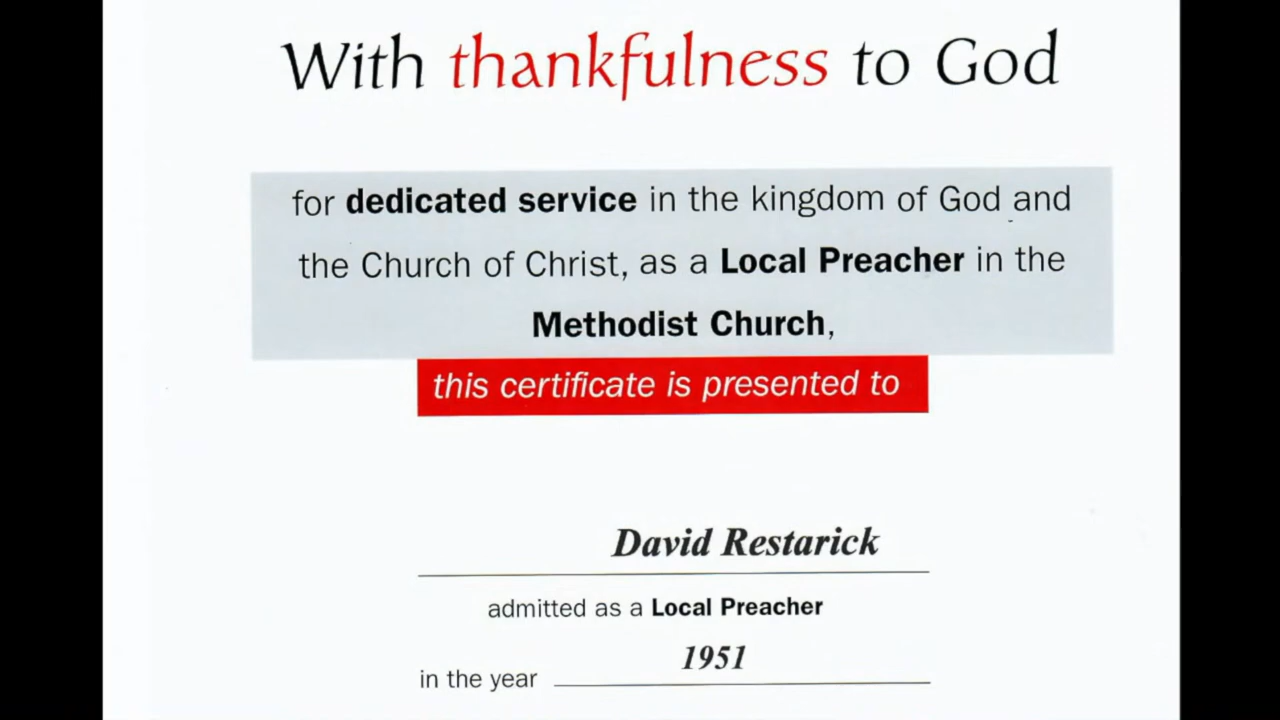 With thankfulness to God
for dedicated service in the kingdom of God and
the Church of Christ, as a Local Preacher in the
Methodist Church,
this certificate is presented to
David Restarick
admitted as a Local Preacher
1951
in the year